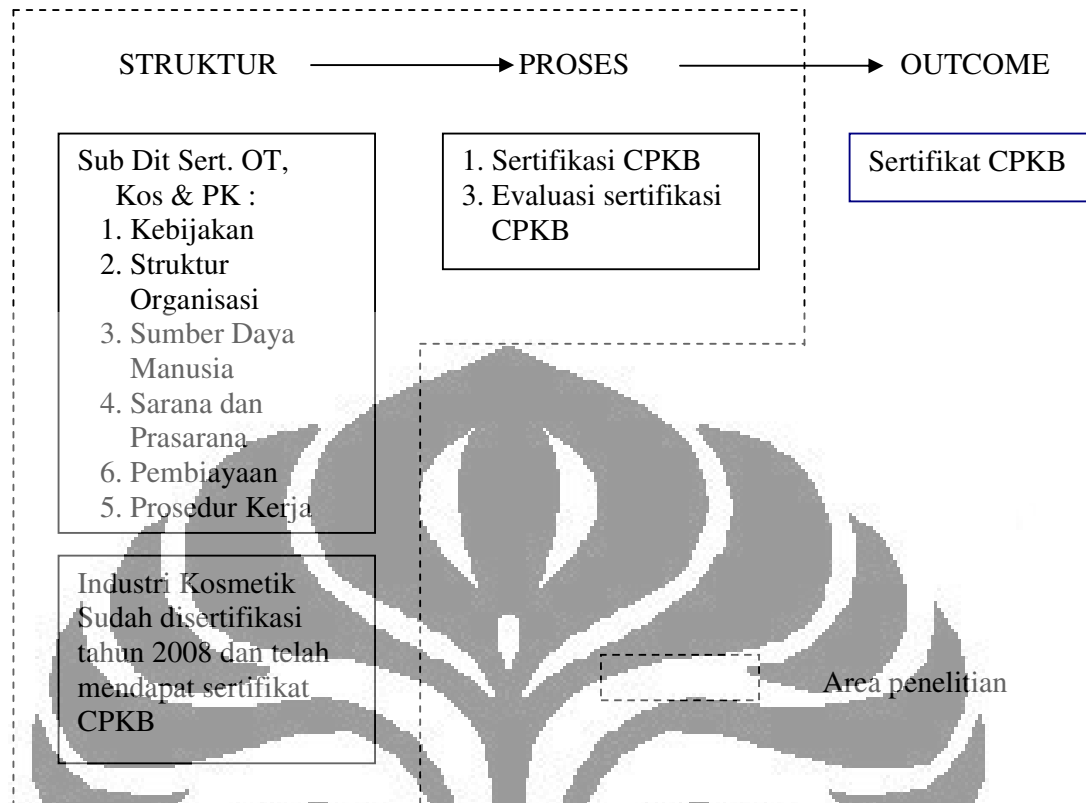 STRUKTUR PROSES OUTCOME
Sub Dit Sert. OT,
Kos & PK :
1. Kebijakan
2. Struktur
Organisasi
3. Sumber Daya
Manusia
4. Sarana dan
Prasarana
6. Pembiayaan
5. Prosedur Kerja
1. Sertifikasi CPKB
3. Evaluasi sertifikasi
CPKB
Sertifikat CPKB
Industri Kosmetik
Sudah disertifikasi
tahun 2008 dan telah
mendapat sertifikat
CPKB
Area penelitian